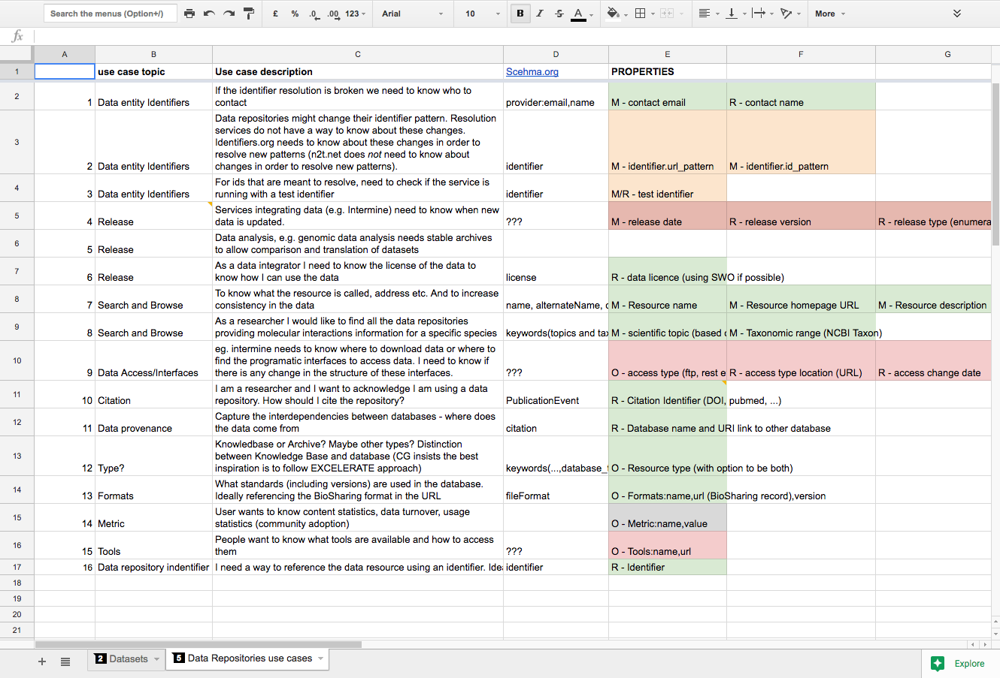 Search the menus (Option+/) £ % .0 .00 123 Arial 10 B I S A More
fx
A B C D E F G
1 use case topic Use case description Scehma.org PROPERTIES
If the identifier resolution is broken we need to know who to
2 1 Data entity Identifiers contact provider:email,name M - contact email R - contact name
Data repositories might change their identifier pattern. Resolution
services do not have a way to know about these changes.
3 Identifiers.org needs to know about these changes in order to
resolve new patterns (n2t.net does not need to know about
2 Data entity Identifiers changes in order to resolve new patterns). identifier M - identifier.url_pattern M - identifier.id_pattern
For ids that are meant to resolve, need to check if the service is
4 3 Data entity Identifiers running with a test identifier identifier M/R - test identifier
Services integrating data (e.g. Intermine) need to know when new
5 4 Release data is updated. ??? M - release date R - release version R - release type (enumera
Data analysis, e.g. genomic data analysis needs stable archives
6 5 Release to allow comparison and translation of datasets
As a data integrator I need to know the license of the data to
7 6 Release know how I can use the data license R - data licence (using SWO if possible)
To know what the resource is called, address etc. And to increase
8 7 Search and Browse consistency in the data name, alternateName, M - Resource name M - Resource homepage URL M - Resource description
As a researcher I would like to find all the data repositories
9 8 Search and Browse providing molecular interactions information for a specific species keywords(topics and tax M - scientific topic (based M - Taxonomic range (NCBI Taxon)
eg. intermine needs to know where to download data or where to
10 find the programatic interfaces to access data. I need to know if
9 Data Access/Interfaces there is any change in the structure of these interfaces. ??? O - access type (ftp, rest e R - access type location (URL) R - access change date
I am a researcher and I want to acknowledge I am using a data
11 10 Citation repository. How should I cite the repository? PublicationEvent R - Citation Identifier (DOI, pubmed, ...)
Capture the interdependencies between databases - where does
12 11 Data provenance the data come from citation R - Database name and URI link to other database
Knowledbase or Archive? Maybe other types? Distinction
13 between Knowledge Base and database (CG insists the best
12 Type? inspiration is to follow EXCELERATE approach) keywords(...,database_t O - Resource type (with option to be both)
What standards (including versions) are used in the database.
14 13 Formats Ideally referencing the BioSharing format in the URL fileFormat O - Formats:name,url (BioSharing record),version
User wants to know content statistics, data turnover, usage
15 14 Metric statistics (community adoption) O - Metric:name,value
People want to know what tools are available and how to access
16 15 Tools them ??? O - Tools:name,url
17 16 Data repository indentifier I need a way to reference the data resource using an identifier. Idea identifier R - Identifier
18
19
20
21
+ 2 Datasets 5 Data Repositories use cases Explore